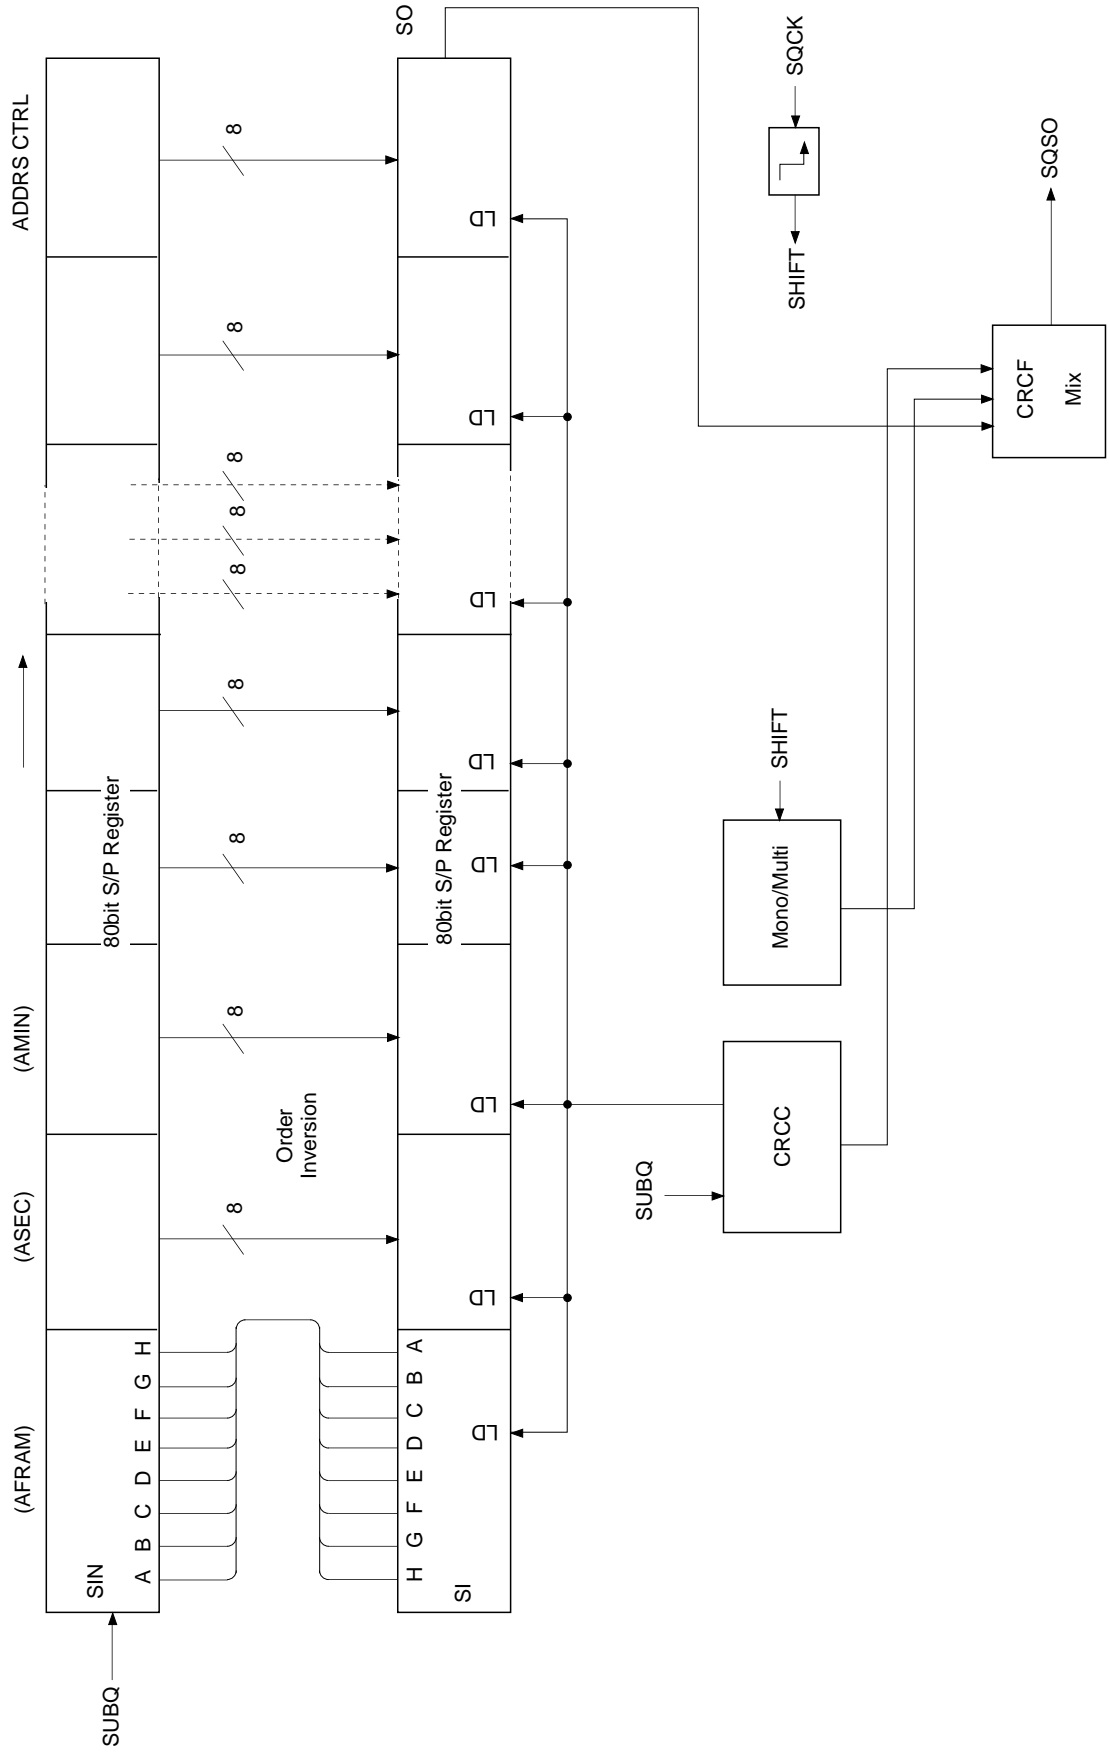 (AFRAM)
(ASEC)
(AMIN)
ADDRS CTRL
SUBQ
SIN
80bit S/P Register
A B C D E F G H
8
8
8
8
8
8
8
8
8
Order
Inversion
SO
H G F E D C B A
80bit S/P Register
SI
LD
LD
LD
LD
LD
LD
LD
LD
SUBQ
CRCC
Mono/Multi
SHIFT
SHIFT
SQCK
CRCF
Mix
SQSO